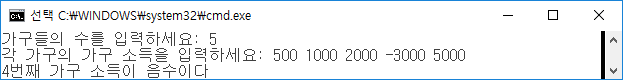 선택 C:₩WINDOWS₩system32₩cmd.exe
가구들의 수를 입력하세요: 5
각 가구의 가구 소득을 입력하세요: 500 1000 2000 -3000 5000
4번째 가구 소득이 음수이다